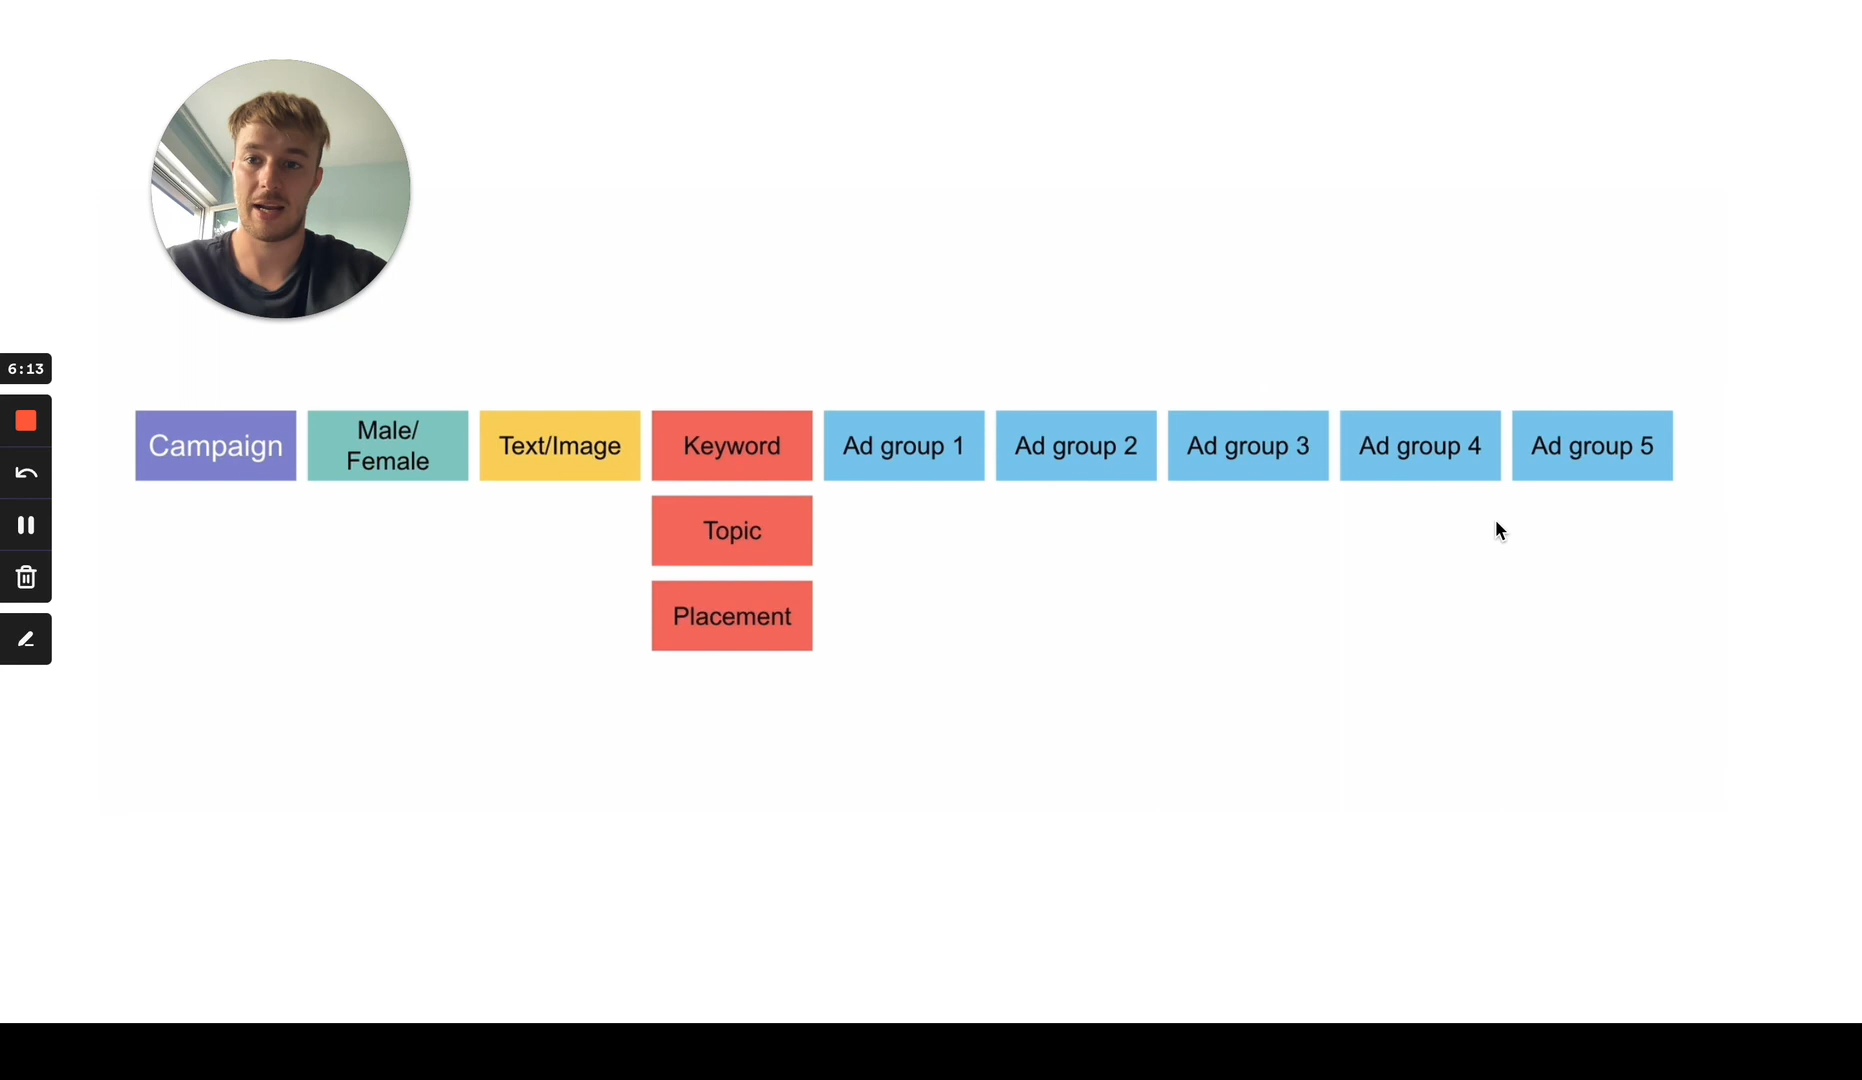 6:13
Campaign
Male/
Female
Text/Image
Keyword
Ad group 1
Ad group 2
Ad group 3
Ad group 4
Ad group 5
Topic
Placement